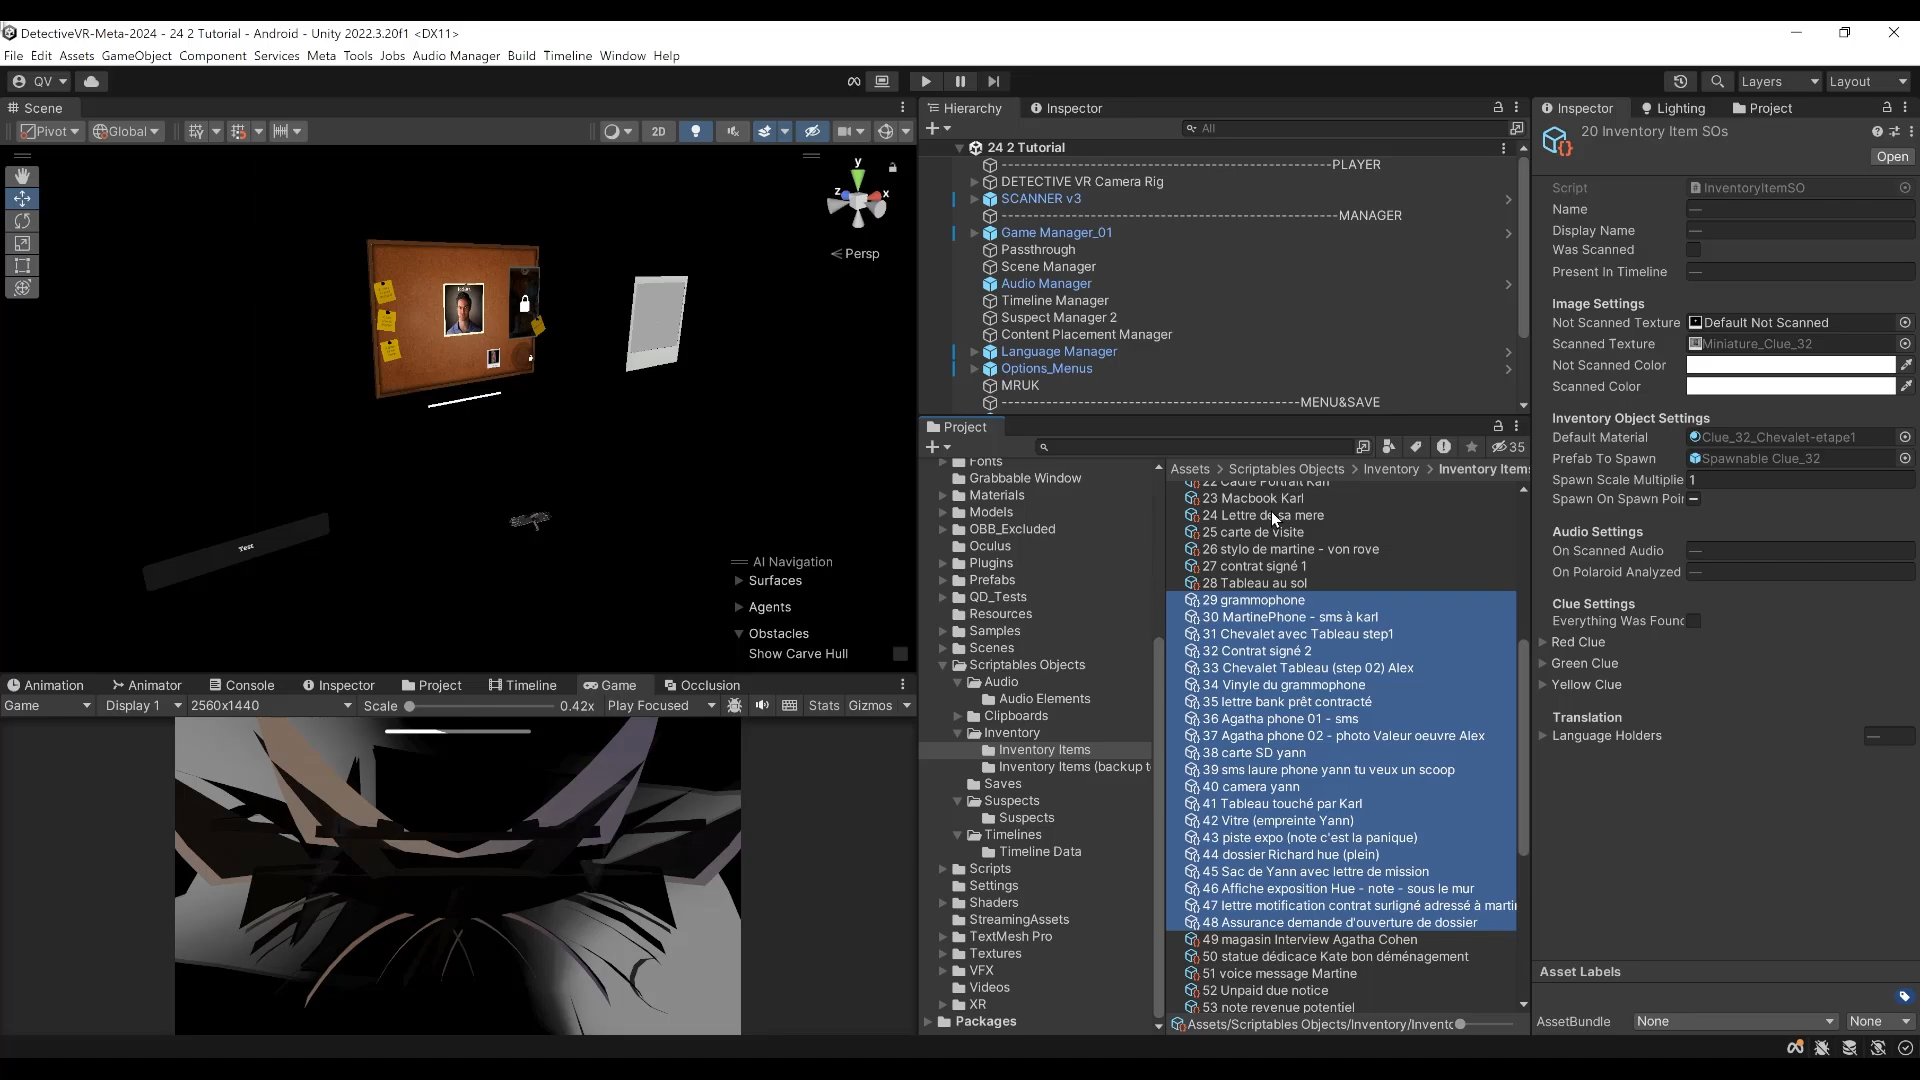 DetectiveVR-Meta-2024 - 24 2 Tutorial - Android - Unity 2022.3.20f1 <DX11>
File Edit Assets GameObject Component Services Meta Tools Jobs Audio Manager Build Timeline Window Help
QV
Layers
Layout
Scene
Pivot
Global
2D
y
z
x
Persp
Test
AI Navigation
Surfaces
Agents
Obstacles
Show Carve Hull
Animation
Animator
Console
Inspector
Project
Timeline
Game
Occlusion
Game
Display 1
2560x1440
Scale
0.42x
Play Focused
Stats
Gizmos
Hierarchy
Inspector
All
24 2 Tutorial
------------------------------------------------PLAYER
DETECTIVE VR Camera Rig
SCANNER v3
------------------------------------------------MANAGER
Game Manager_01
Passthrough
Scene Manager
Audio Manager
Timeline Manager
Suspect Manager 2
Content Placement Manager
Language Manager
Options_Menus
MRUK
-------------------------------------------MENU&SAVE
Project
35
Fonts
Grabbable Window
Materials
Models
OBB_Excluded
Oculus
Plugins
Prefabs
QD_Tests
Resources
Samples
Scenes
Scriptables Objects
Audio
Audio Elements
Clipboards
Inventory
Inventory Items
Inventory Items (backup t
Saves
Suspects
Suspects
Timelines
Timeline Data
Scripts
Settings
Shaders
StreamingAssets
TextMesh Pro
Textures
VFX
Videos
XR
Packages
Assets > Scriptables Objects > Inventory > Inventory Items
22 Cadre Portrait Karl
23 Macbook Karl
24 Lettre de sa mere
25 carte de visite
26 stylo de martine - von rove
27 contrat signé 1
28 Tableau au sol
29 grammophone
30 MartinePhone - sms à karl
31 Chevalet avec Tableau step1
32 Contrat signé 2
33 Chevalet Tableau (step 02) Alex
34 Vinyle du grammophone
35 lettre bank prêt contracté
36 Agatha phone 01 - sms
37 Agatha phone 02 - photo Valeur oeuvre Alex
38 carte SD yann
39 sms laure phone yann tu veux un scoop
40 camera yann
41 Tableau touché par Karl
42 Vitre (empreinte Yann)
43 piste expo (note c'est la panique)
44 dossier Richard hue (plein)
45 Sac de Yann avec lettre de mission
46 Affiche exposition Hue - note - sous le mur
47 lettre motification contrat surligné adressé à marti
48 Assurance demande d'ouverture de dossier
49 magasin Interview Agatha Cohen
50 statue dédicace Kate bon déménagement
51 voice message Martine
52 Unpaid due notice
53 note revenue potentiel
Assets/Scriptables Objects/Inventory/Invento
Inspector
Lighting
Project
20 Inventory Item SOs
Open
Script
InventoryItemSO
Name
—
Display Name
—
Was Scanned
Present In Timeline
—
Image Settings
Not Scanned Texture
Default Not Scanned
Scanned Texture
Miniature_Clue_32
Not Scanned Color
Scanned Color
Inventory Object Settings
Default Material
Clue_32_Chevalet-etape1
Prefab To Spawn
Spawnable Clue_32
Spawn Scale Multiplie
1
Spawn On Spawn Poi
Audio Settings
On Scanned Audio
—
On Polaroid Analyzed
—
Clue Settings
Everything Was Found
Red Clue
Green Clue
Yellow Clue
Translation
Language Holders
—
Asset Labels
AssetBundle
None
None